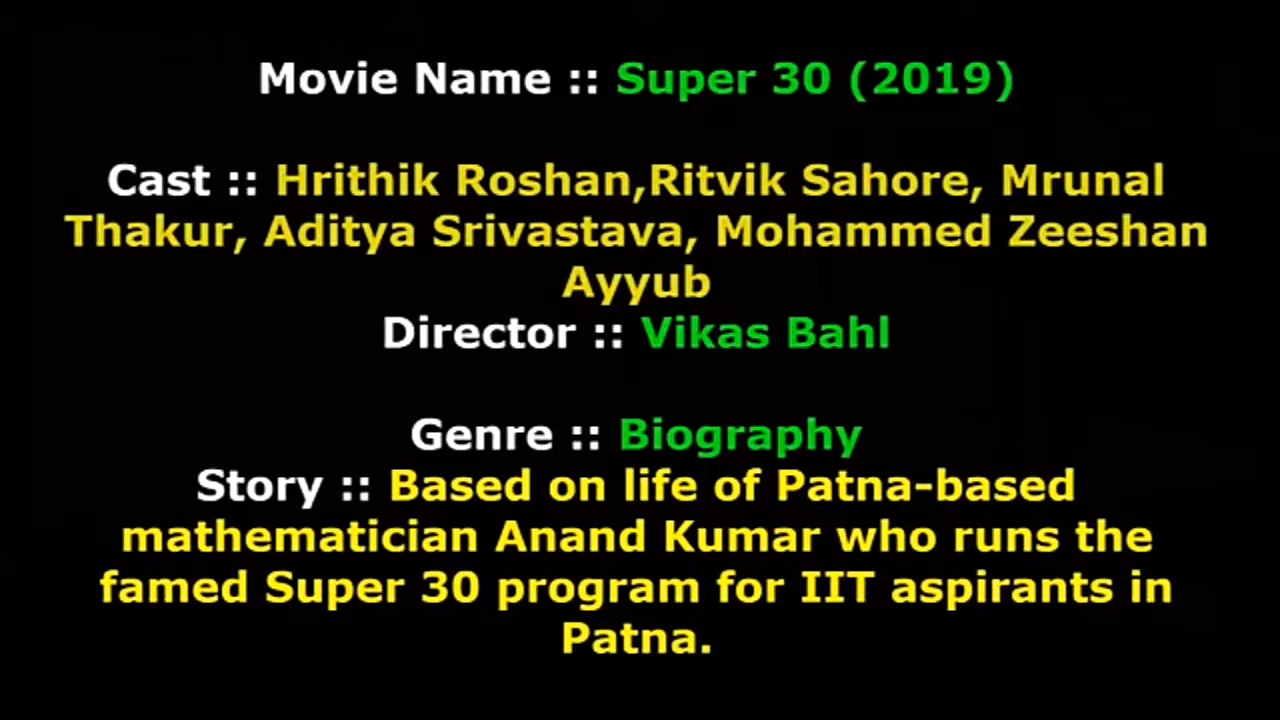 Movie Name :: Super 30 (2019)
Cast :: Hrithik Roshan,Ritvik Sahore, Mrunal
Thakur, Aditya Srivastava, Mohammed Zeeshan
Ayyub
Director :: Vikas Bahl
Genre :: Biography
Story :: Based on life of Patna-based
mathematician Anand Kumar who runs the
famed Super 30 program for IIT aspirants in
Patna.